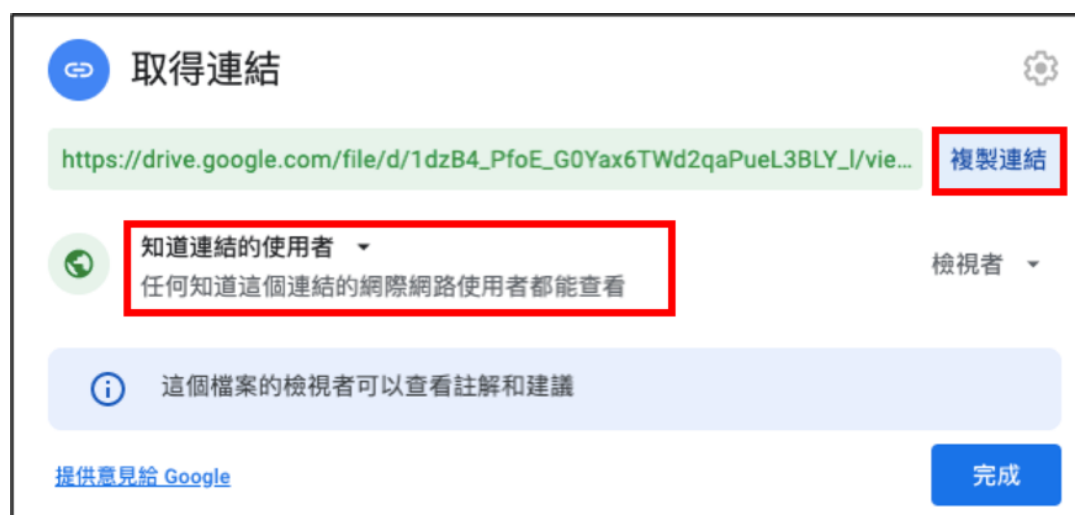 取得連結
https://drive.google.com/file/d/1dzB4_PfoE_G0Yax6TWd2qaPueL3BLY_l/vie...
複製連結
知道連結的使用者
任何知道這個連結的網際網路使用者都能查看
檢視者
這個檔案的檢視者可以查看註解和建議
提供意見給 Google
完成